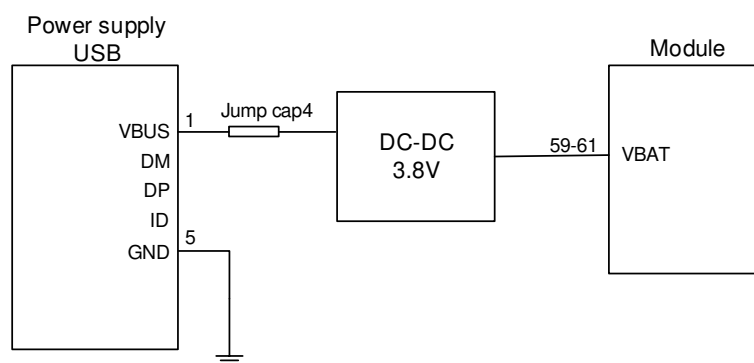 Power supply
USB
Module
1
Jump cap4
VBUS
DC-DC
3.8V
59-61
VBAT
DM
DP
ID
5
GND